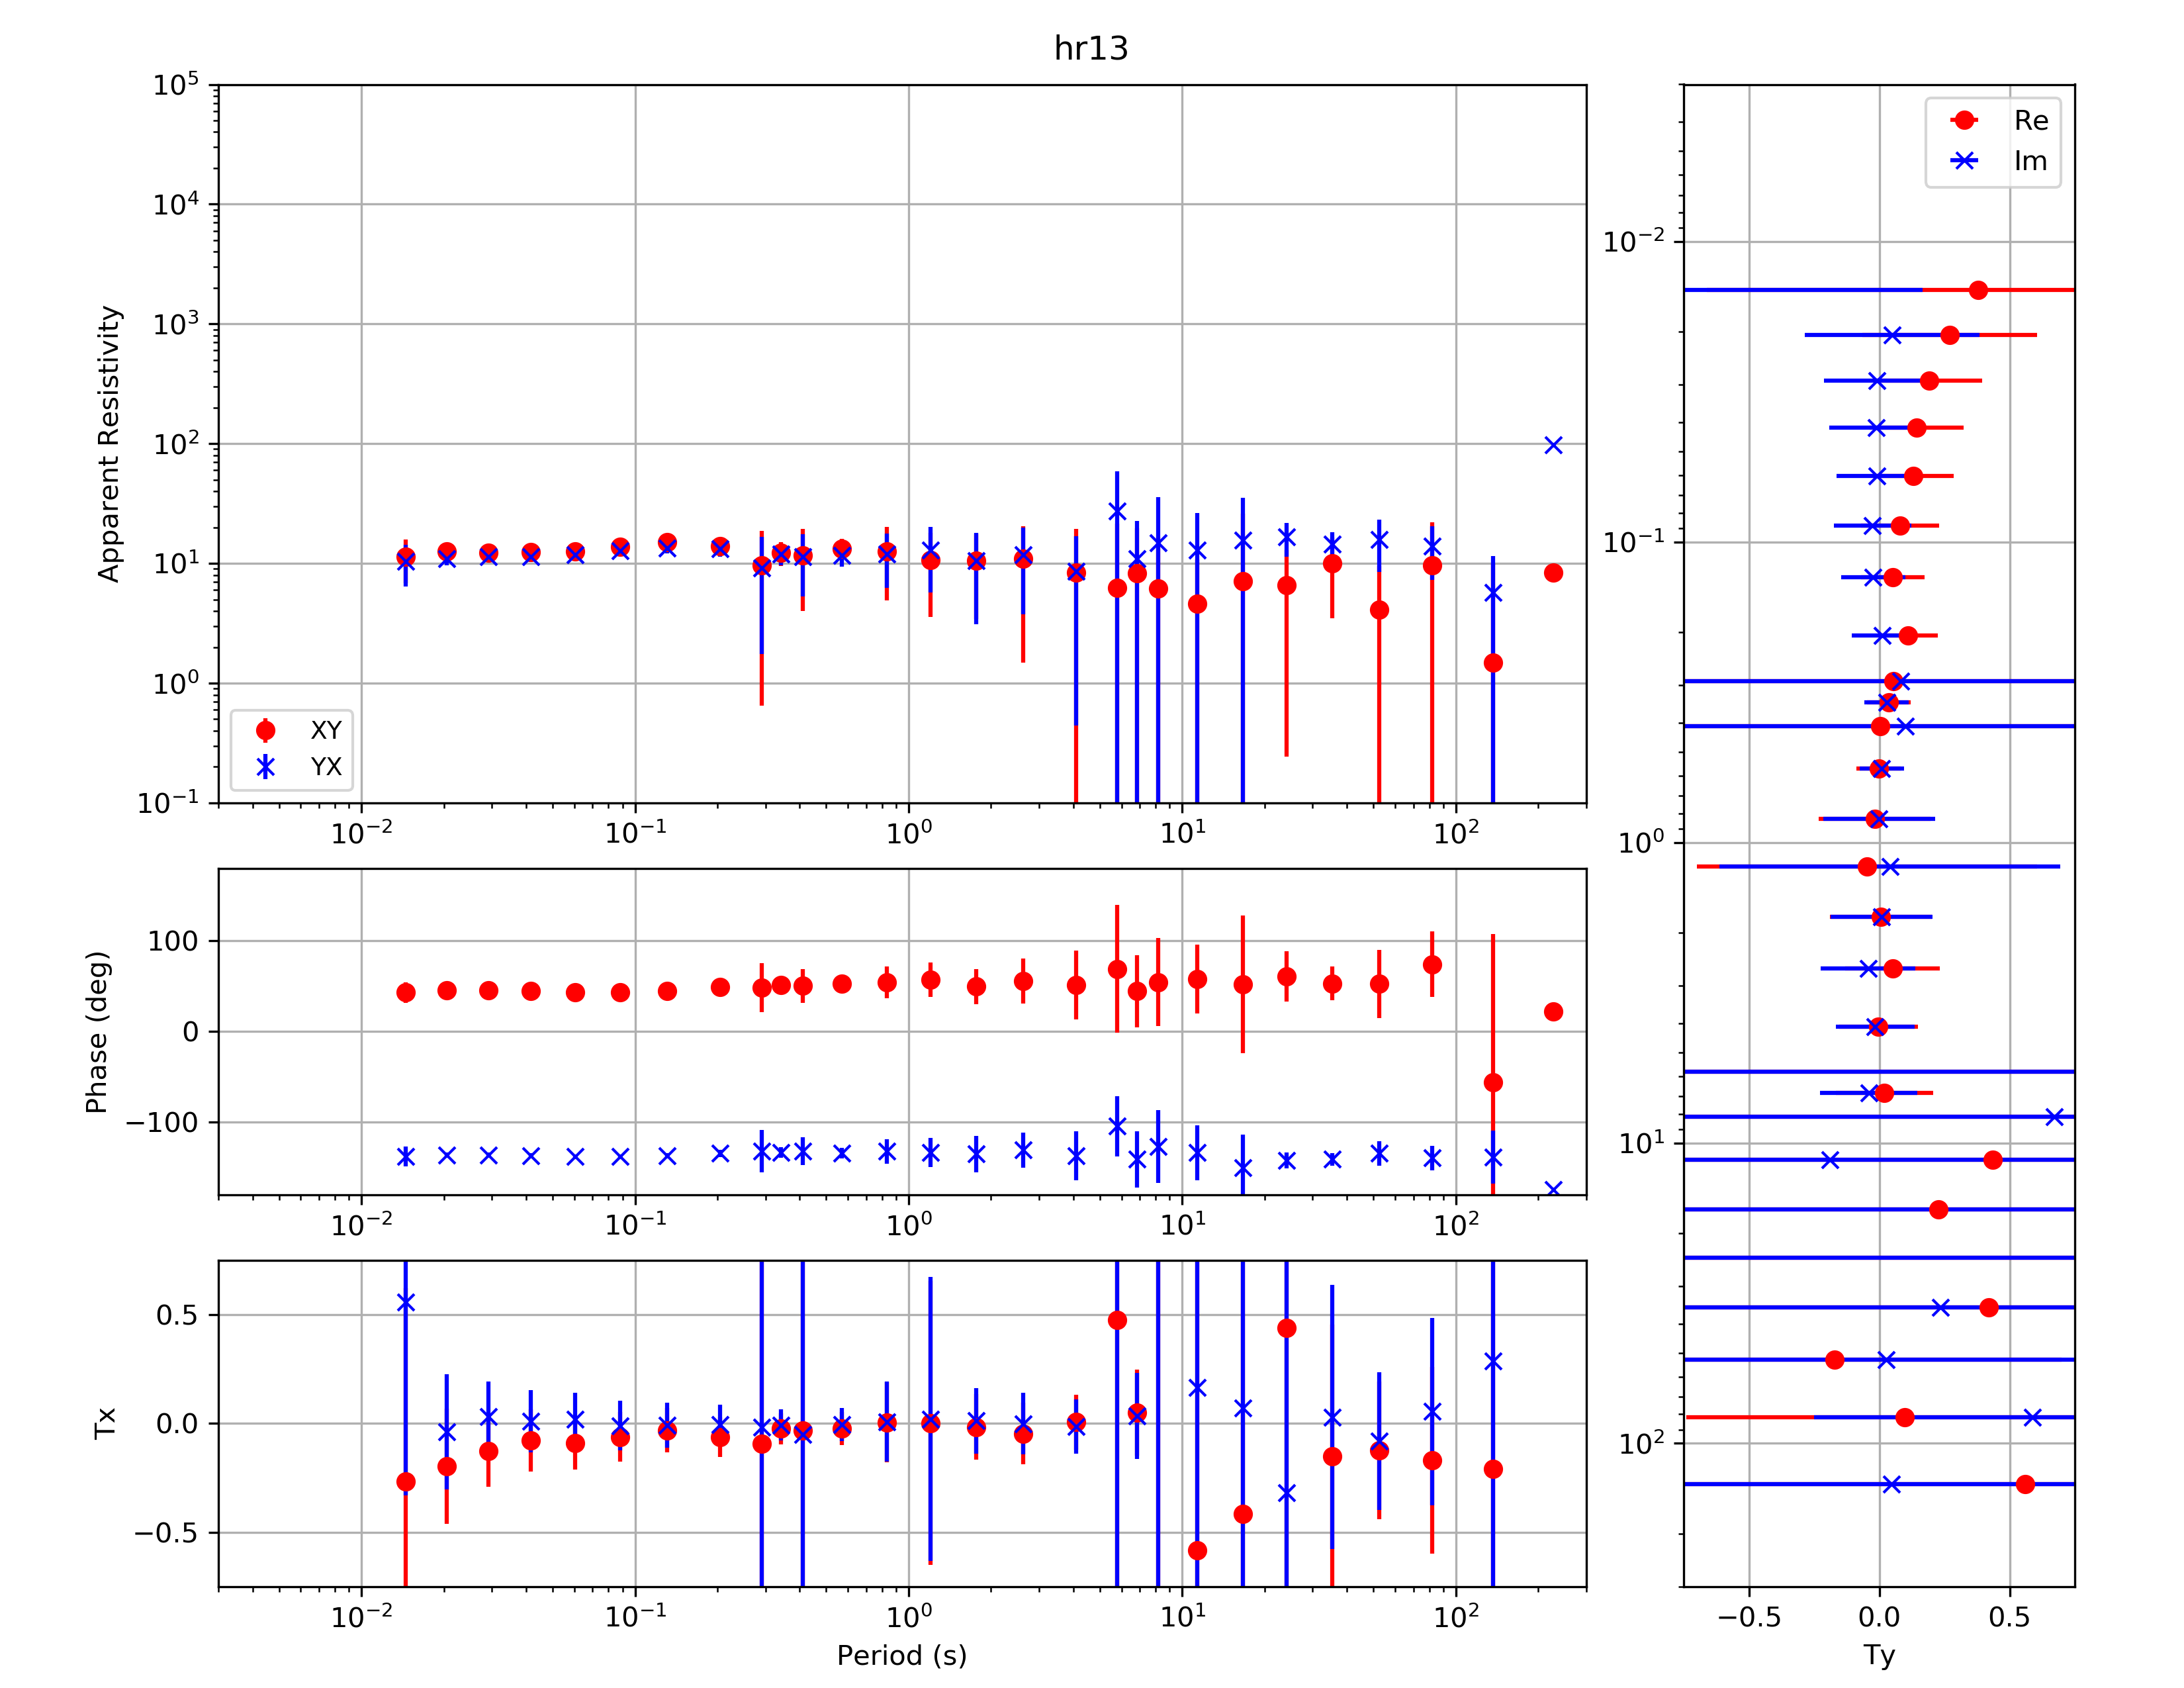 hr13
10⁵
10⁴
10³
10²
10¹
10⁰
10⁻¹
Apparent Resistivity
XY
YX
10⁻² 10⁻¹ 10⁰ 10¹ 10²
100
0
−100
Phase (deg)
10⁻² 10⁻¹ 10⁰ 10¹ 10²
0.5
0.0
−0.5
Tx
10⁻² 10⁻¹ 10⁰ 10¹ 10²
Period (s)
Re
Im
10⁻²
10⁻¹
10⁰
10¹
10²
−0.5 0.0 0.5
Ty